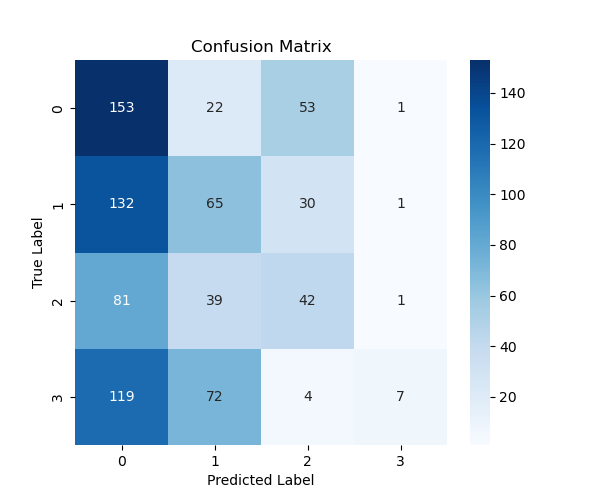 Confusion Matrix
0 153 22 53 1
1 132 65 30 1
2 81 39 42 1
3 119 72 4 7
0 1 2 3
Predicted Label
True Label
140
120
100
80
60
40
20